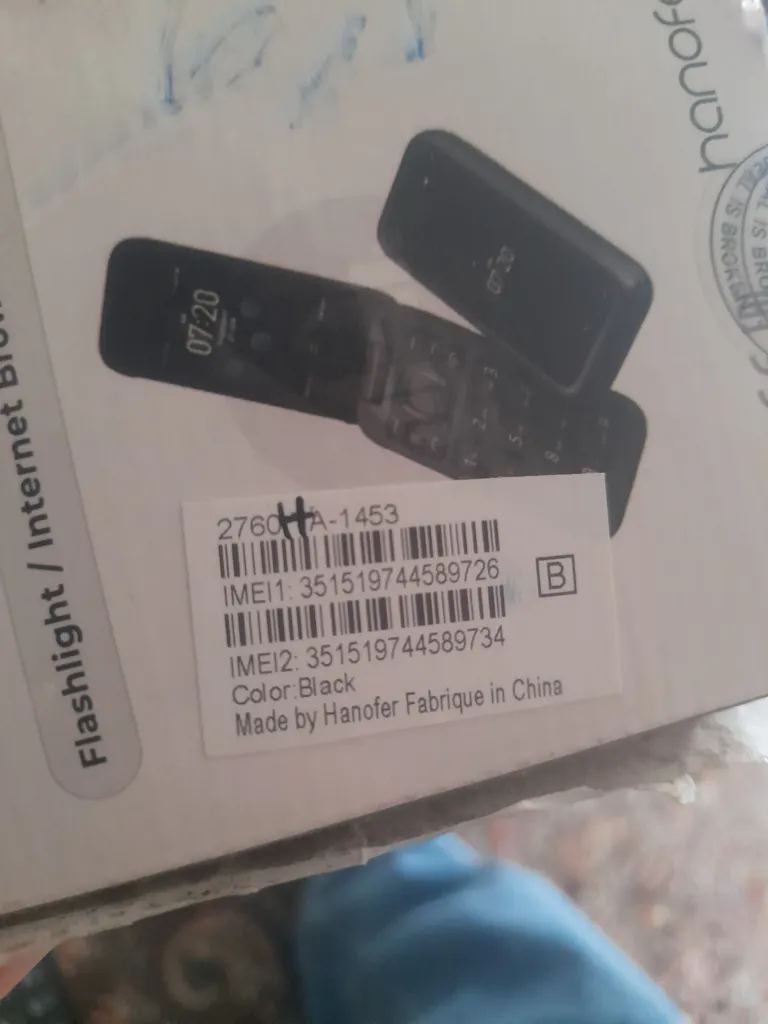 hanofe
07:20
07:20
Flashlight / Internet Brow
2760HA-1453
IMEI1: 351519744589726
B
IMEI2: 351519744589734
Color:Black
Made by Hanofer Fabrique in China